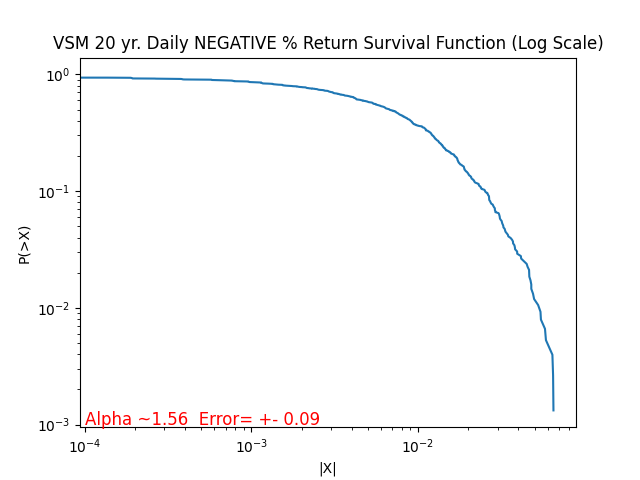 VSM 20 yr. Daily NEGATIVE % Return Survival Function (Log Scale)
10⁰
10⁻¹
10⁻²
10⁻³
P(>X)
Alpha ~1.56  Error= +- 0.09
10⁻⁴ 10⁻³ 10⁻²
|X|